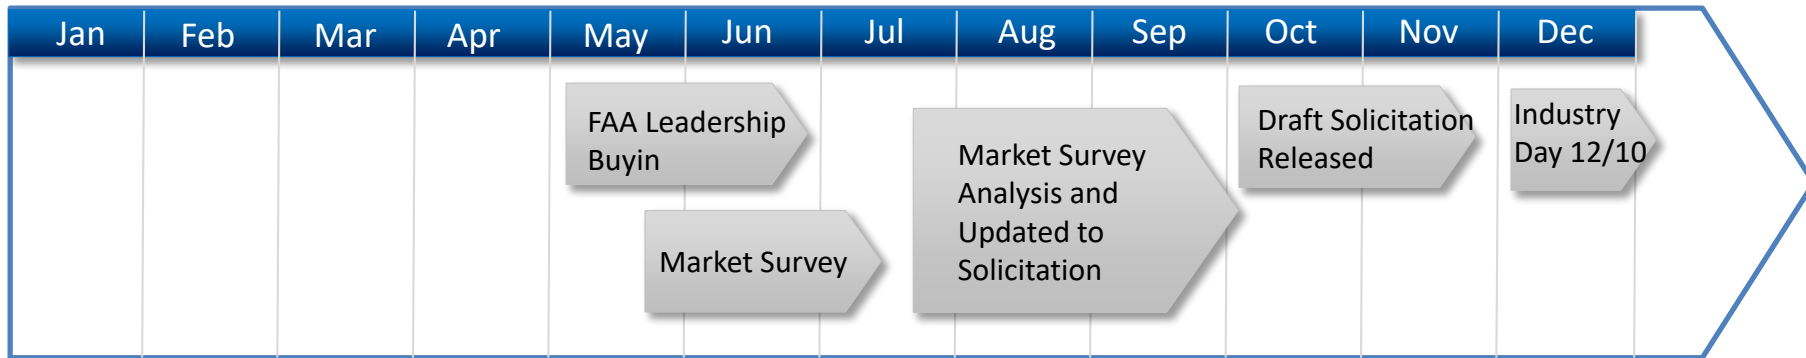 Jan Feb Mar Apr May Jun Jul Aug Sep Oct Nov Dec
FAA Leadership
Buyin
Market Survey
Market Survey
Analysis and
Updated to
Solicitation
Draft Solicitation
Released
Industry
Day 12/10